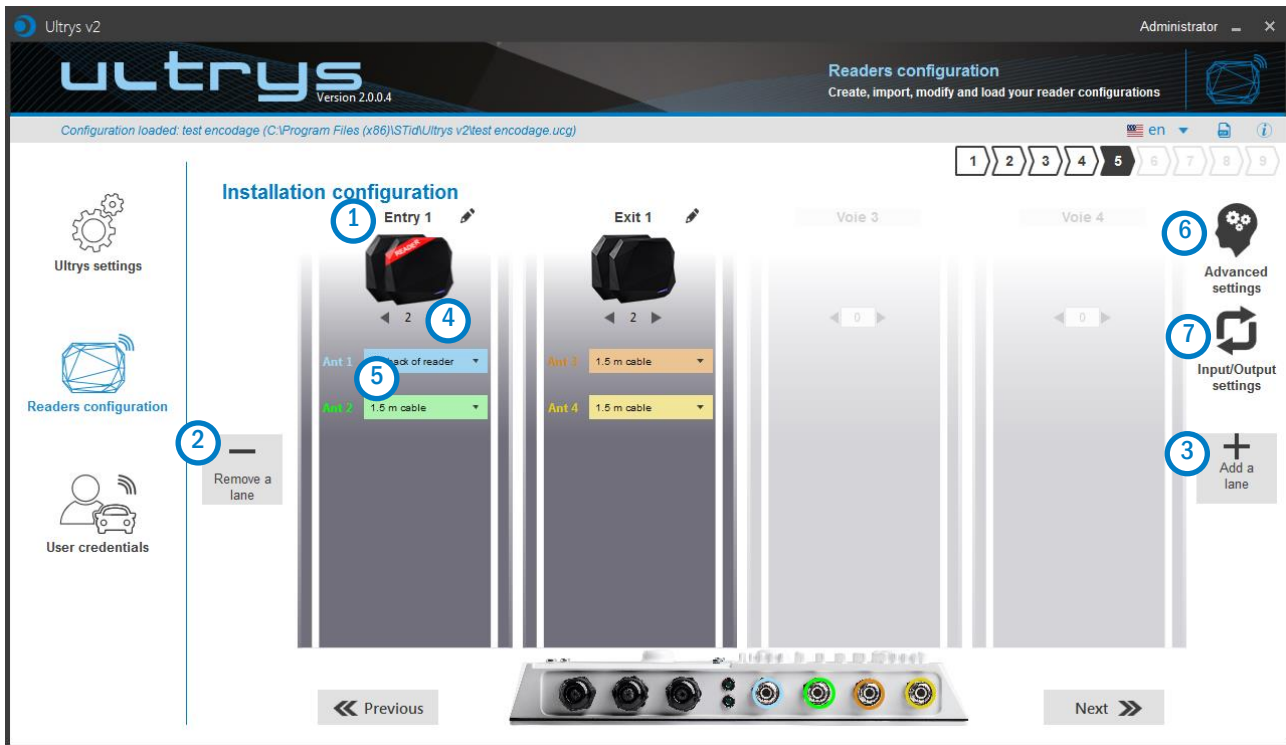 Ultrys v2
Administrator
ultrys
Version 2.0.0.4
Readers configuration
Create, import, modify and load your reader configurations
Configuration loaded: test encodage (C:\Program Files (x86)\STid\Ultrys v2\test encodage.ucg)
en
1 2 3 4 5 6 7 8 9
Installation configuration
1 Entry 1
Exit 1
Voie 3
Voie 4
READER
6
Advanced
settings
Ultrys settings
2
4
2
0
0
7
Input/Output
settings
Ant 1 back of reader
Ant 3 1.5 m cable
5
Ant 2 1.5 m cable
Ant 4 1.5 m cable
Readers configuration
2
Remove a
lane
3
Add a
lane
User credentials
Previous
Next